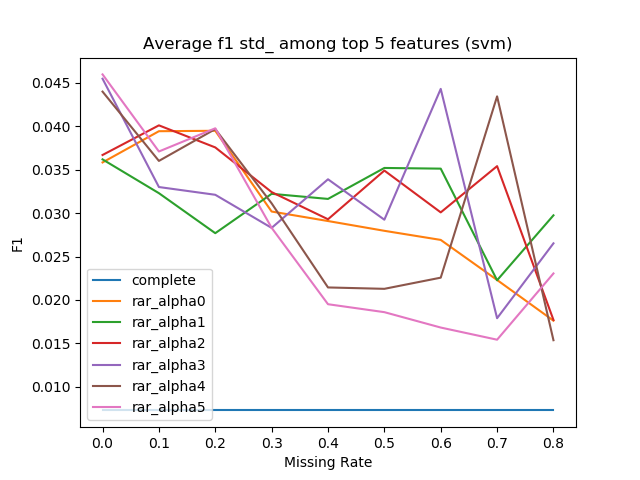 Average f1 std_ among top 5 features (svm)
F1
0.045
0.040
0.035
0.030
0.025
0.020
0.015
0.010
complete
rar_alpha0
rar_alpha1
rar_alpha2
rar_alpha3
rar_alpha4
rar_alpha5
0.0 0.1 0.2 0.3 0.4 0.5 0.6 0.7 0.8
Missing Rate